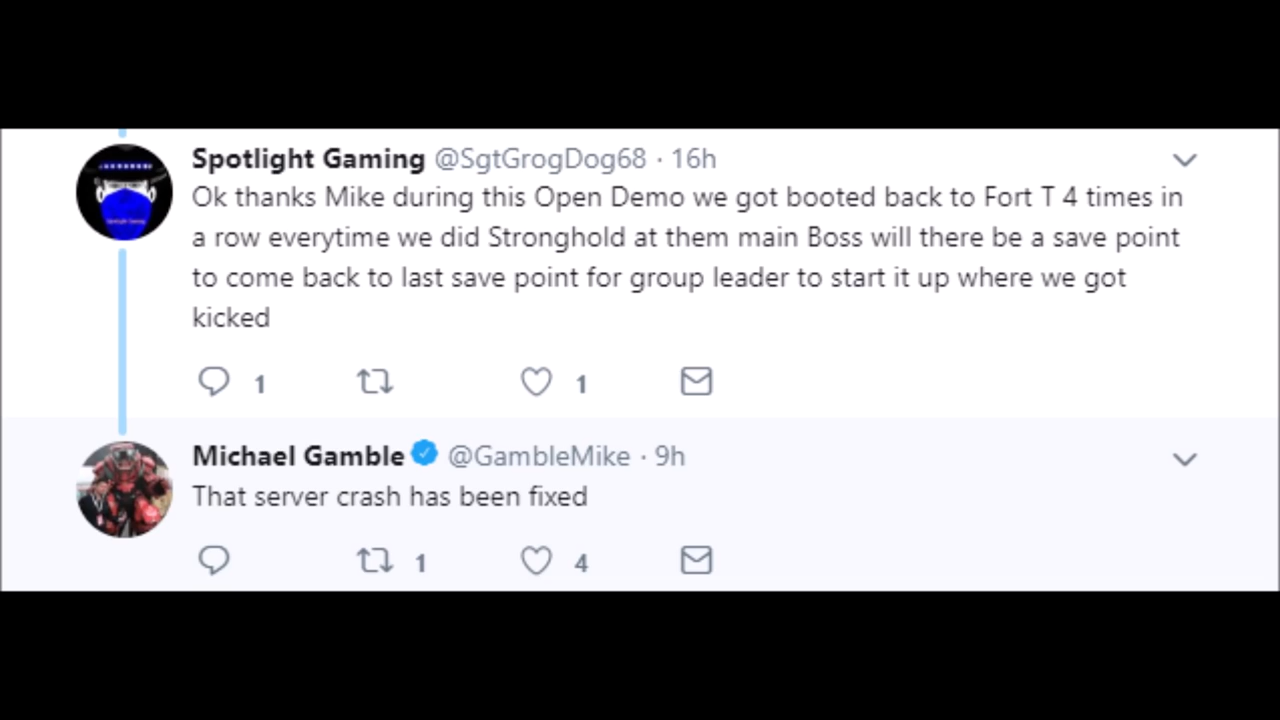 Spotlight Gaming @SgtGrogDog68 · 16h
Ok thanks Mike during this Open Demo we got booted back to Fort T 4 times in
a row everytime we did Stronghold at them main Boss will there be a save point
to come back to last save point for group leader to start it up where we got
kicked
1 1
Michael Gamble @GambleMike · 9h
That server crash has been fixed
1 4